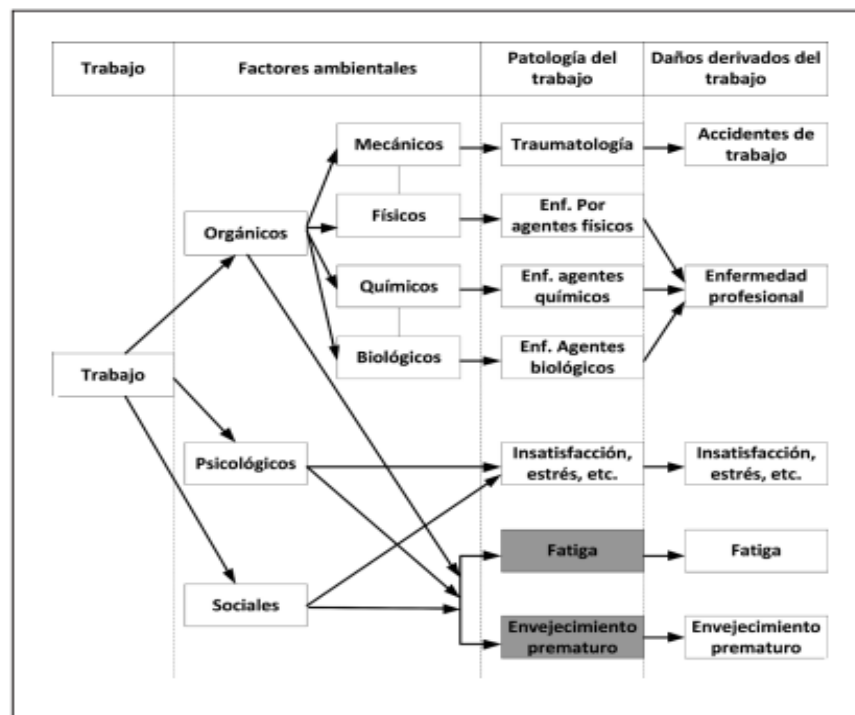 Trabajo
Factores ambientales
Patología del
trabajo
Daños derivados del
trabajo
Mecánicos
Traumatología
Accidentes de
trabajo
Orgánicos
Físicos
Enf. Por
agentes físicos
Químicos
Enf. agentes
químicos
Enfermedad
profesional
Biológicos
Enf. Agentes
biológicos
Trabajo
Psicológicos
Insatisfacción,
estrés, etc.
Insatisfacción,
estrés, etc.
Fatiga
Fatiga
Sociales
Envejecimiento
prematuro
Envejecimiento
prematuro